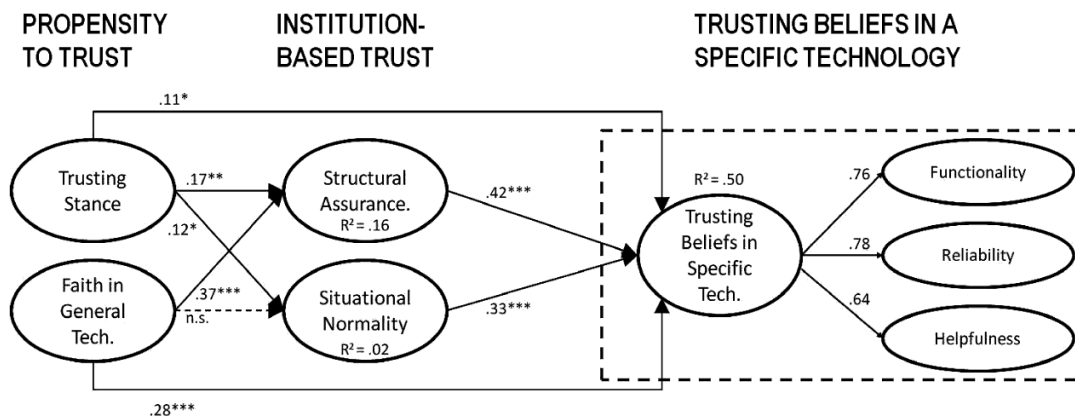 PROPENSITY
TO TRUST
INSTITUTION-
BASED TRUST
TRUSTING BELIEFS IN A
SPECIFIC TECHNOLOGY
.11*
Trusting
Stance
.17**
.12*
Structural
Assurance.
R² = .16
.42***
R² = .50
Trusting
Beliefs in
Specific
Tech.
.76
Functionality
.78
Reliability
.64
Helpfulness
Faith in
General
Tech.
.37***
n.s.
Situational
Normality
R² = .02
.33***
.28***